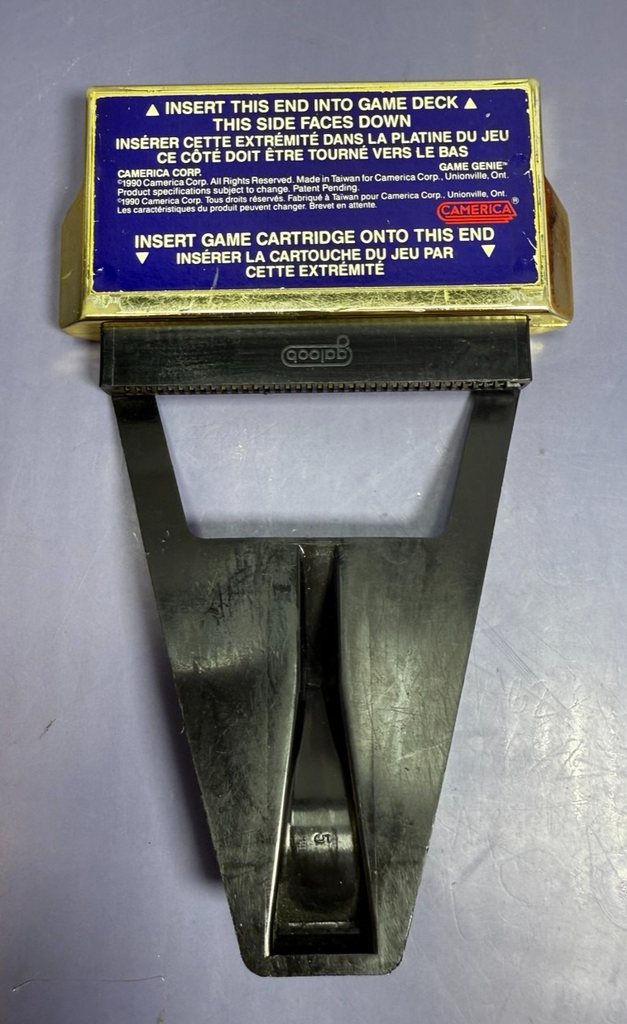 ▲ INSERT THIS END INTO GAME DECK ▲
THIS SIDE FACES DOWN
INSÉRER CETTE EXTRÉMITÉ DANS LA PLATINE DU JEU
CE CÔTÉ DOIT ÊTRE TOURNÉ VERS LE BAS
CAMERICA CORP. GAME GENIE™
©1990 Camerica Corp. All Rights Reserved. Made in Taiwan for Camerica Corp., Unionville, Ont.
Product specifications subject to change. Patent Pending.
©1990 Camerica Corp. Tous droits réservés. Fabriqué à Taiwan pour Camerica Corp., Unionville, Ont.
Les caractéristiques du produit peuvent changer. Brevet en attente.
CAMERICA®
INSERT GAME CARTRIDGE ONTO THIS END
▼ INSÉRER LA CARTOUCHE DU JEU PAR ▼
CETTE EXTRÉMITÉ
galoob
5